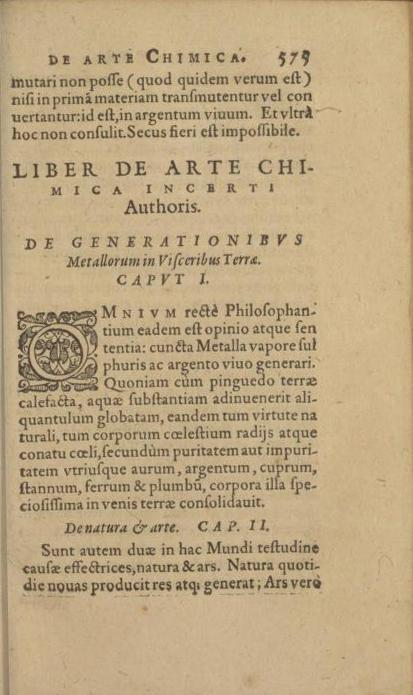 DE ARTE CHIMICA. 575
mutari non posse (quod quidem verum est)
nisi in primâ materiam transmutentur vel con
uertantur: id est, in argentum viuum. Et vltrà
hoc non consulit. Secus fieri est impossibile.
LIBER DE ARTE CHI-
MICA INCERTI
Authoris.
DE GENERATIONIBVS
Metallorum in Visceribus Terræ.
CAPVT I.
OMNIVM rectè Philosophan-
tium eadem est opinio atque sen
tentia: cuncta Metalla vapore sul
phuris ac argento viuo generari.
Quoniam cùm pinguedo terræ
calefacta, aquæ substantiam adinuenerit ali-
quantulum globatam, eandem tum virtute na
turali, tum corporum cœlestium radijs atque
conatu cœli, secundùm puritatem aut impuri-
tatem vtriusque aurum, argentum, cuprum,
stannum, ferrum & plumbũ, corpora illa spe-
ciosissima in venis terræ consolidauit.
De natura & arte. CAP. II.
Sunt autem duæ in hac Mundi testudine
causæ effectrices, natura & ars. Natura quoti-
die nouas producit res atq; generat; Ars verò